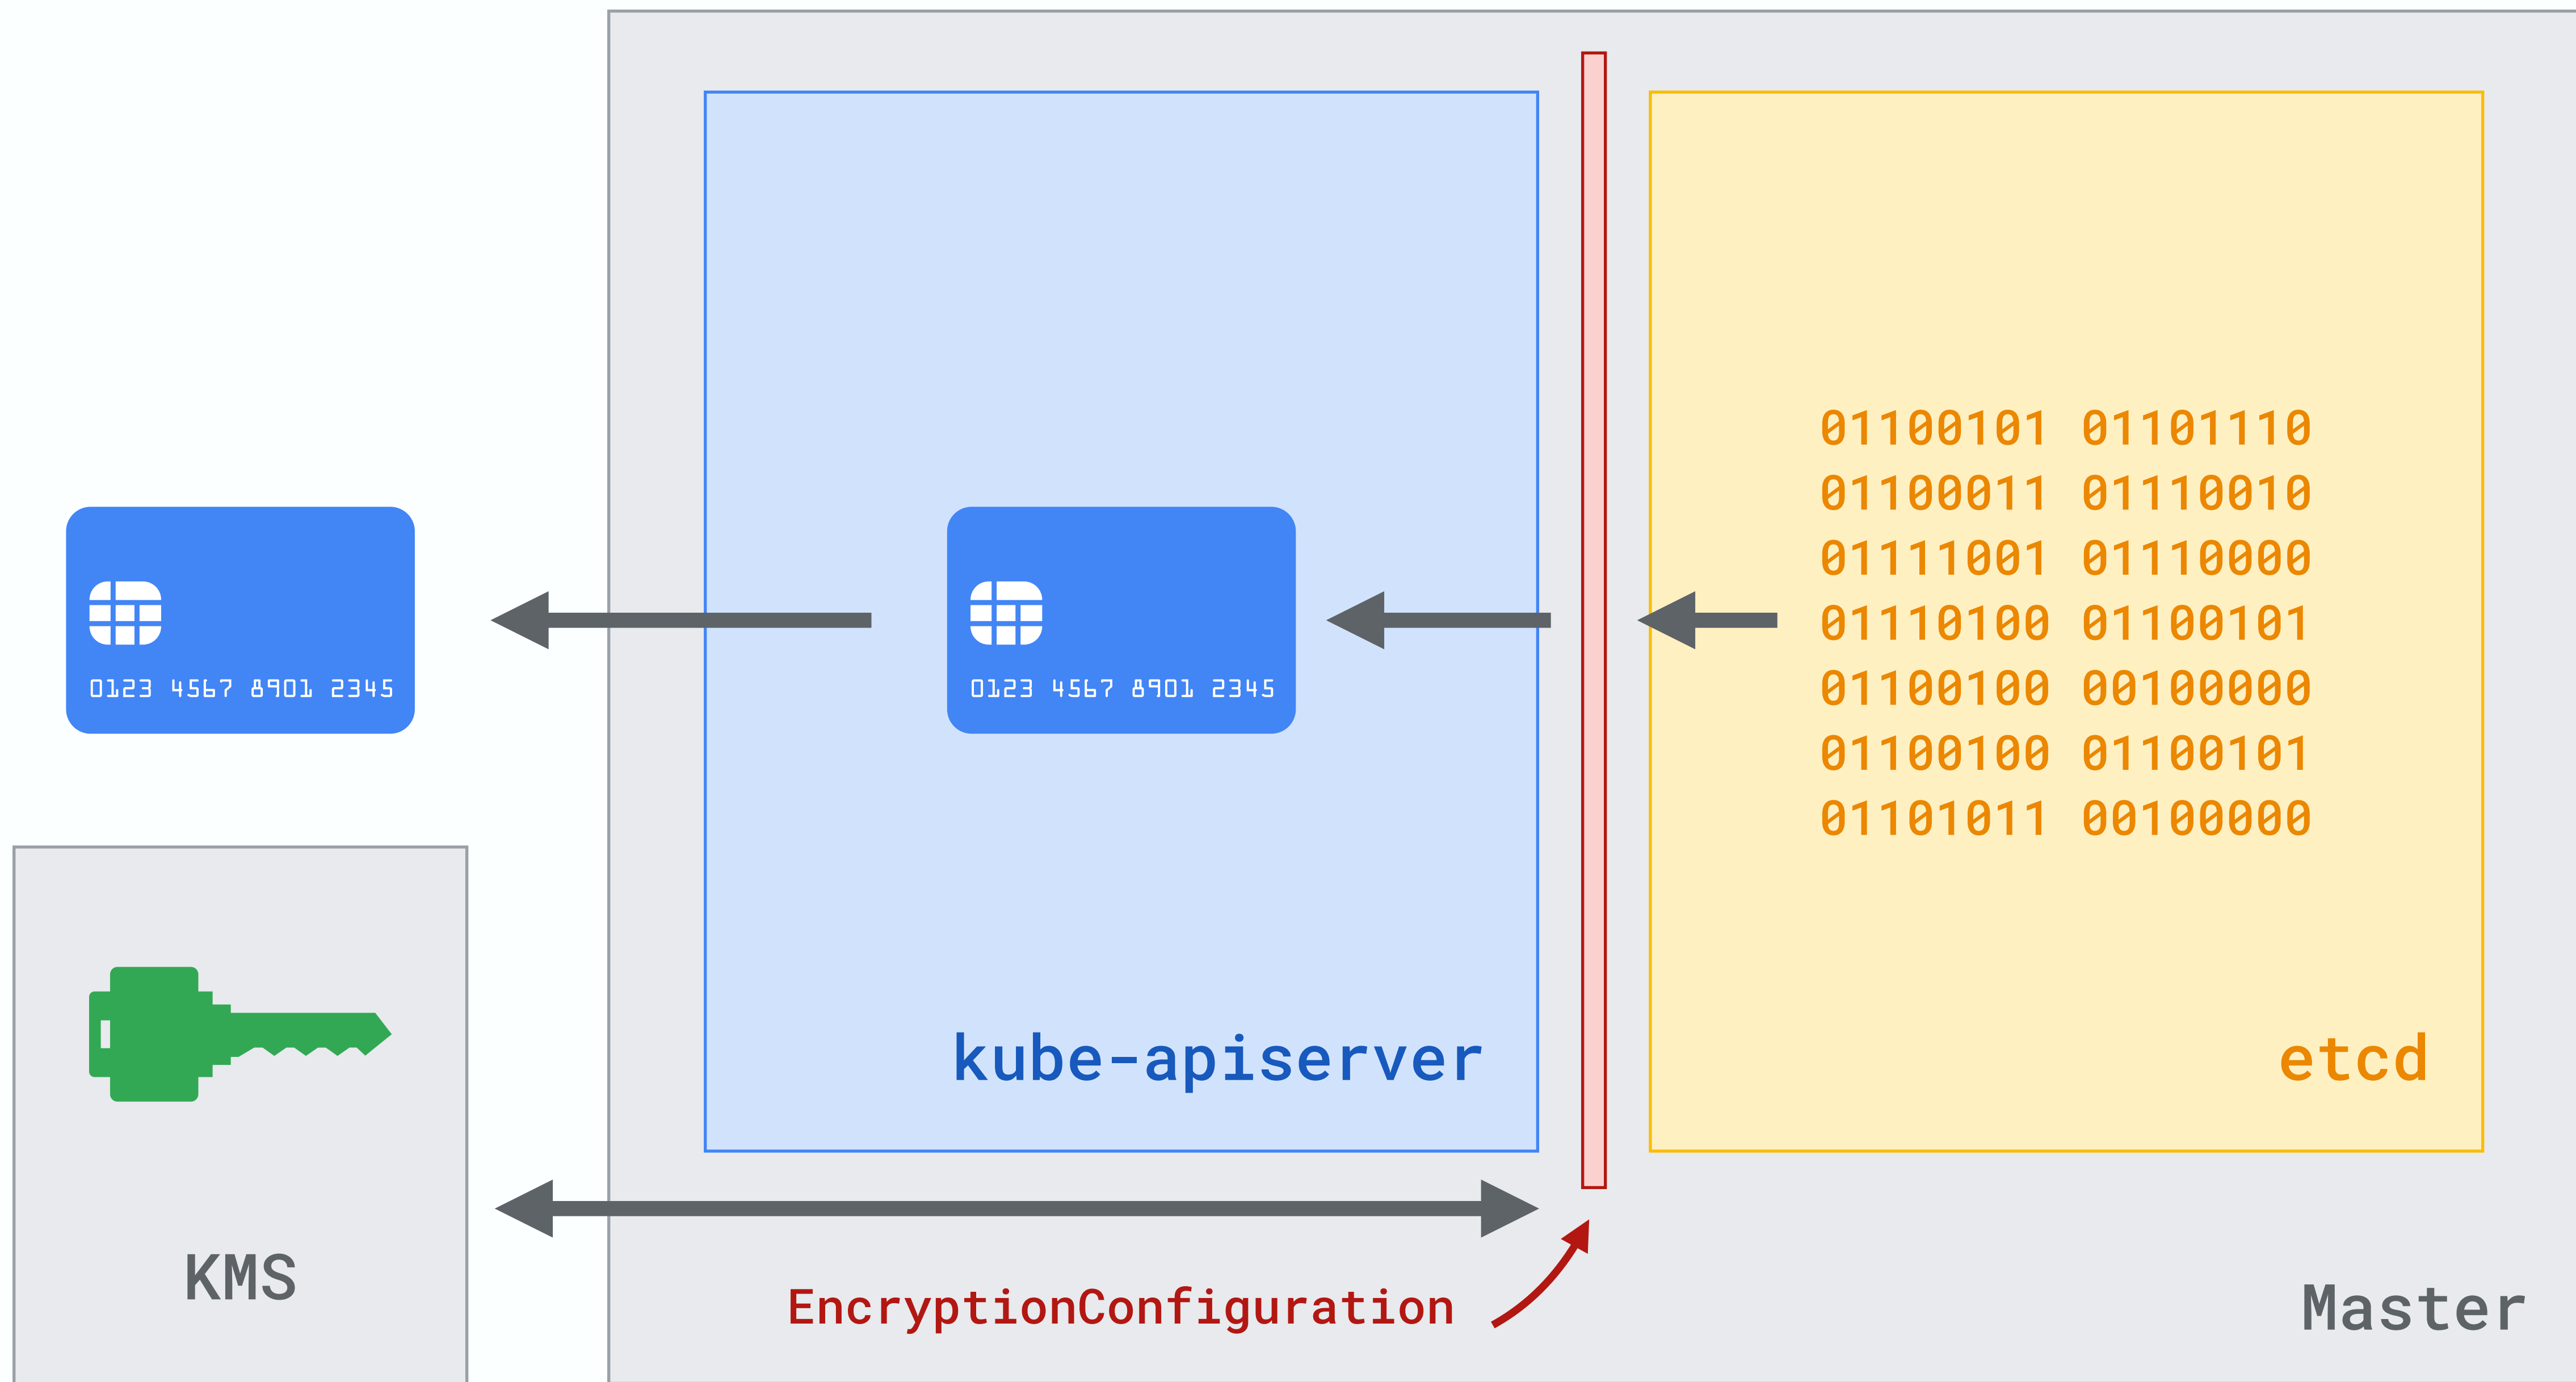 01100101 01101110
01100011 01110010
01111001 01110000
01110100 01100101
01100100 00100000
01100100 01100101
01101011 00100000
0123 4567 8901 2345
0123 4567 8901 2345
kube-apiserver
etcd
KMS
EncryptionConfiguration
Master